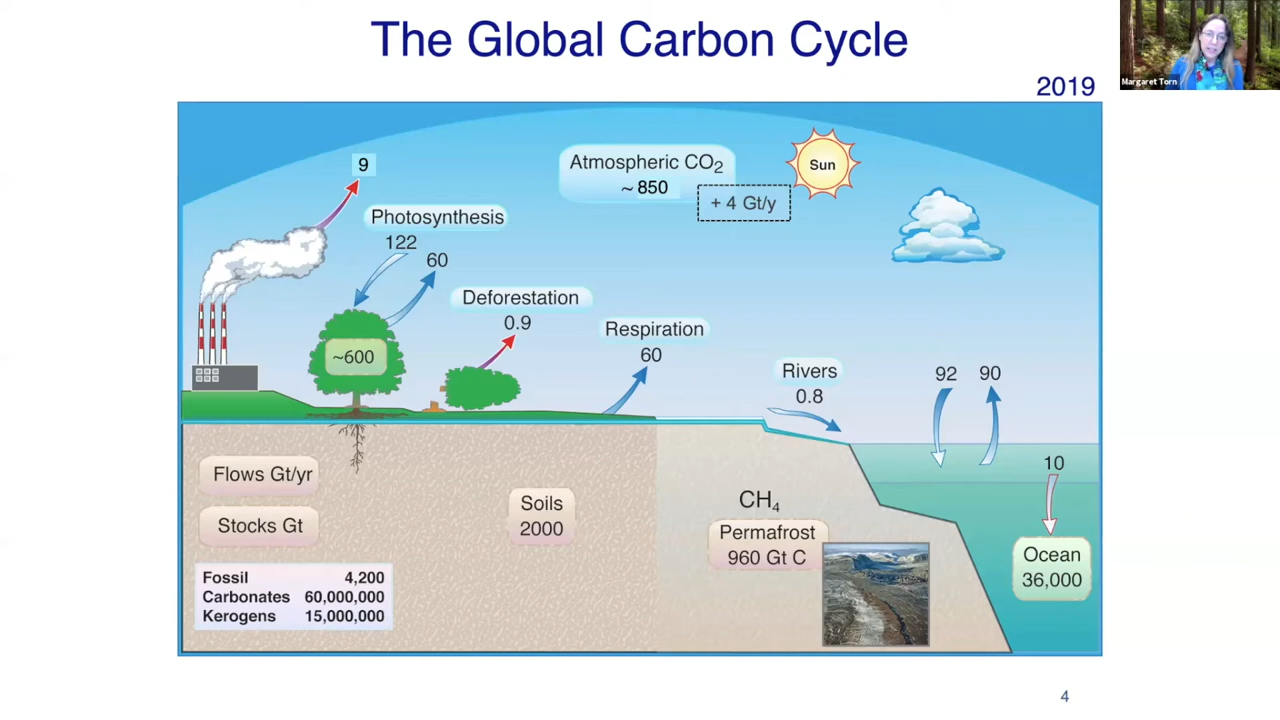 The Global Carbon Cycle
2019
Margaret Torn
9
Atmospheric CO₂
~ 850
+ 4 Gt/y
Sun
Photosynthesis
122
60
Deforestation
0.9
~600
Respiration
60
Rivers
0.8
92
90
10
Flows Gt/yr
Stocks Gt
Soils
2000
CH₄
Permafrost
960 Gt C
Ocean
36,000
Fossil 4,200
Carbonates 60,000,000
Kerogens 15,000,000
4